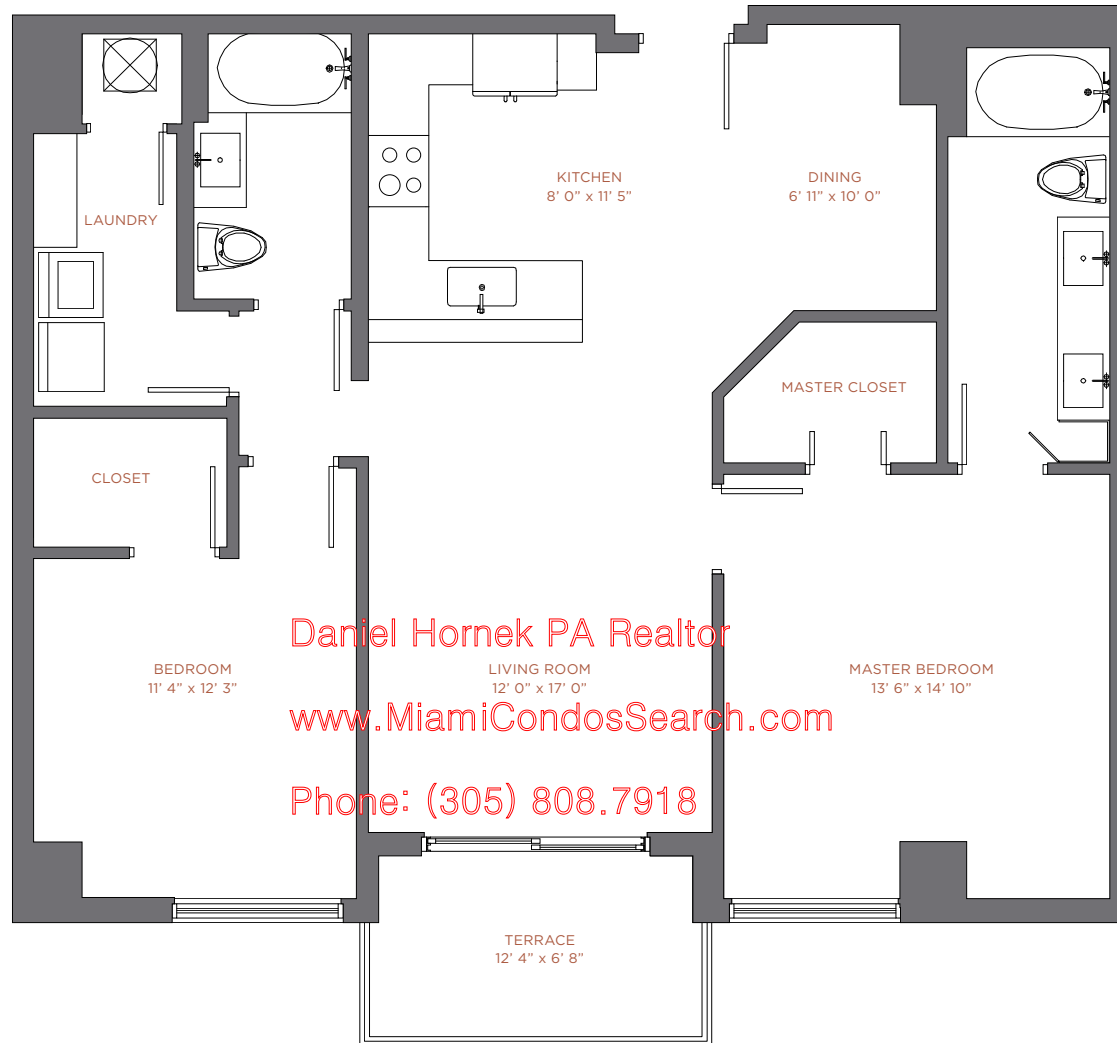 KITCHEN
8' 0” x 11' 5”
DINING
6' 11” x 10' 0”
LAUNDRY
MASTER CLOSET
CLOSET
Daniel Hornek PA Realtor
BEDROOM
11' 4” x 12' 3”
LIVING ROOM
12' 0” x 17' 0”
MASTER BEDROOM
13' 6” x 14' 10”
www.MiamiCondosSearch.com
Phone: (305) 808.7918
TERRACE
12' 4” x 6' 8”